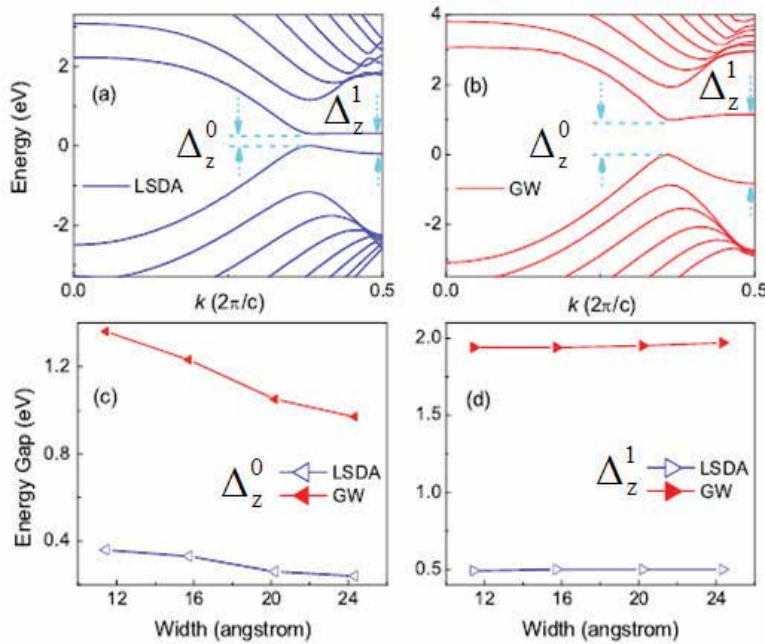 Energy (eV)
2
0
-2
(a)
Δ_z^0
Δ_z^1
LSDA
0.0
0.5
k (2π/c)
4
2
0
-2
-4
(b)
Δ_z^0
Δ_z^1
GW
0.0
0.5
k (2π/c)
Energy Gap (eV)
1.2
0.8
0.4
(c)
Δ_z^0
LSDA
GW
12 16 20 24
Width (angstrom)
2.0
1.5
1.0
0.5
(d)
Δ_z^1
LSDA
GW
12 16 20 24
Width (angstrom)